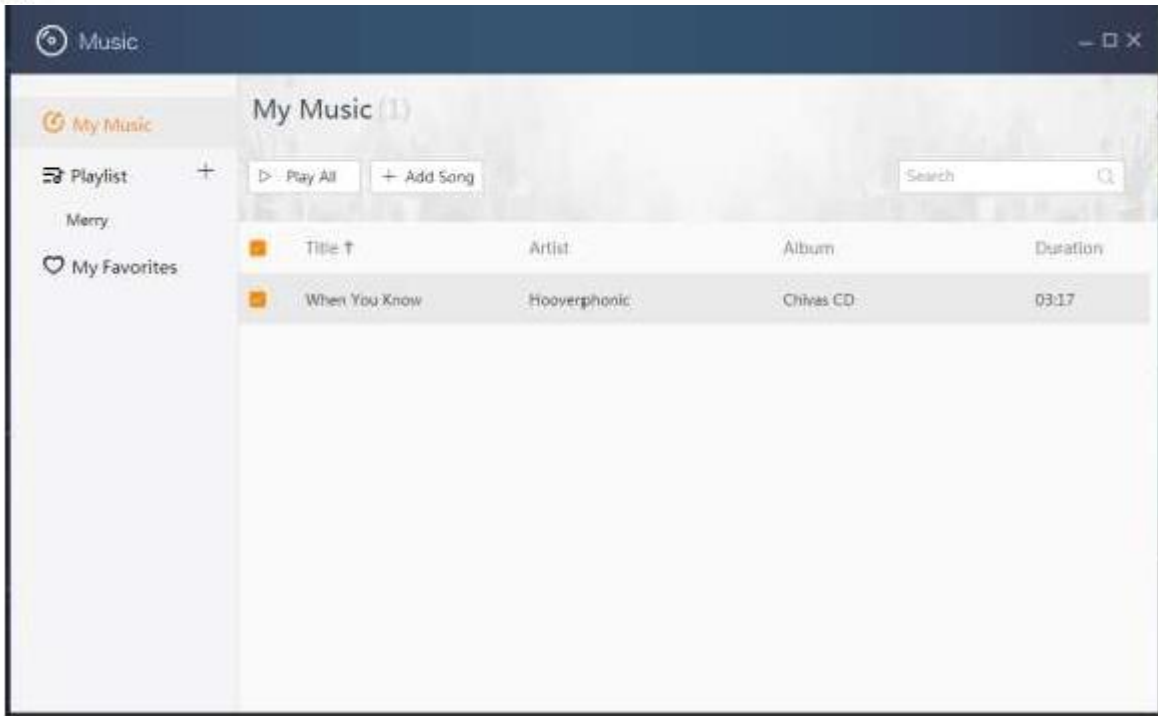 Music
My Music
Playlist
Merry
My Favorites
My Music (1)
Play All + Add Song Search
Title ↑ Artist Album Duration
When You Know Hooverphonic Chivas CD 03:17